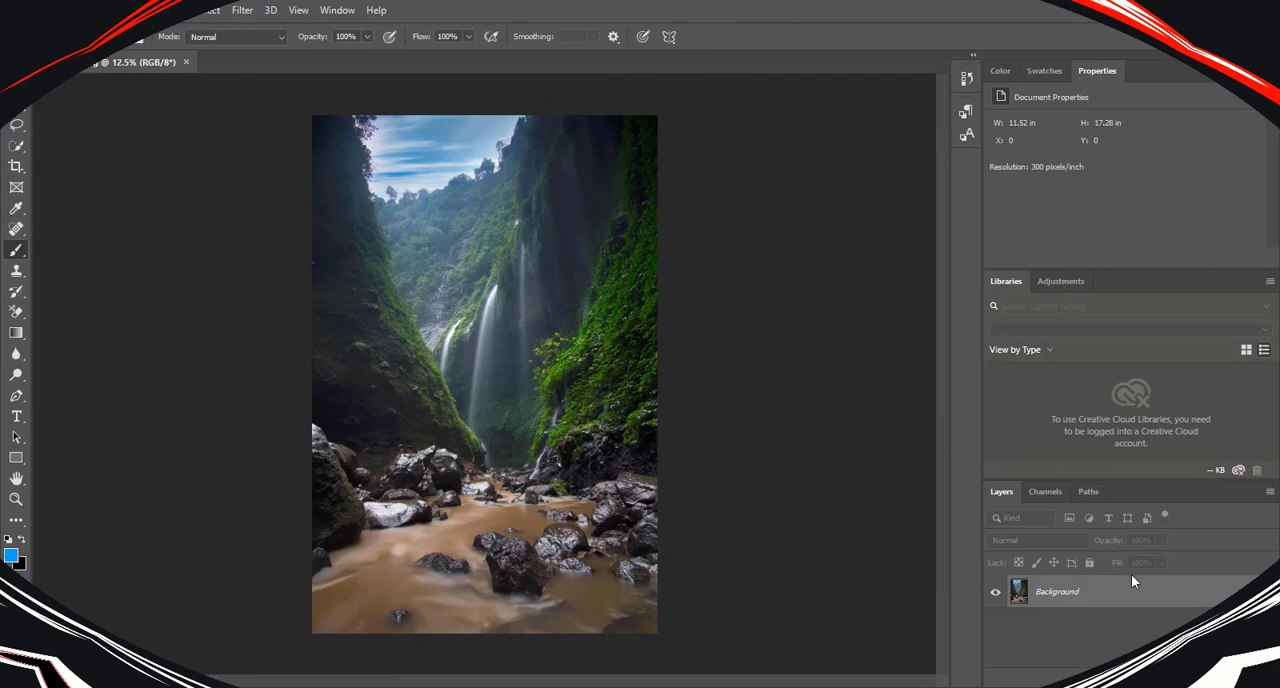 Filter 3D View Window Help
Mode: Normal Opacity: 100% Flow: 100% Smoothing:
g @ 12.5% (RGB/8*) ×
Color Swatches Properties
Document Properties
W: 11.52 in H: 17.28 in
X: 0 Y: 0
Resolution: 300 pixels/inch
Libraries Adjustments
View by Type
To use Creative Cloud Libraries, you need
to be logged into a Creative Cloud
account.
-- KB
Layers Channels Paths
Kind
Normal Opacity: 100%
Lock: Fill: 100%
Background